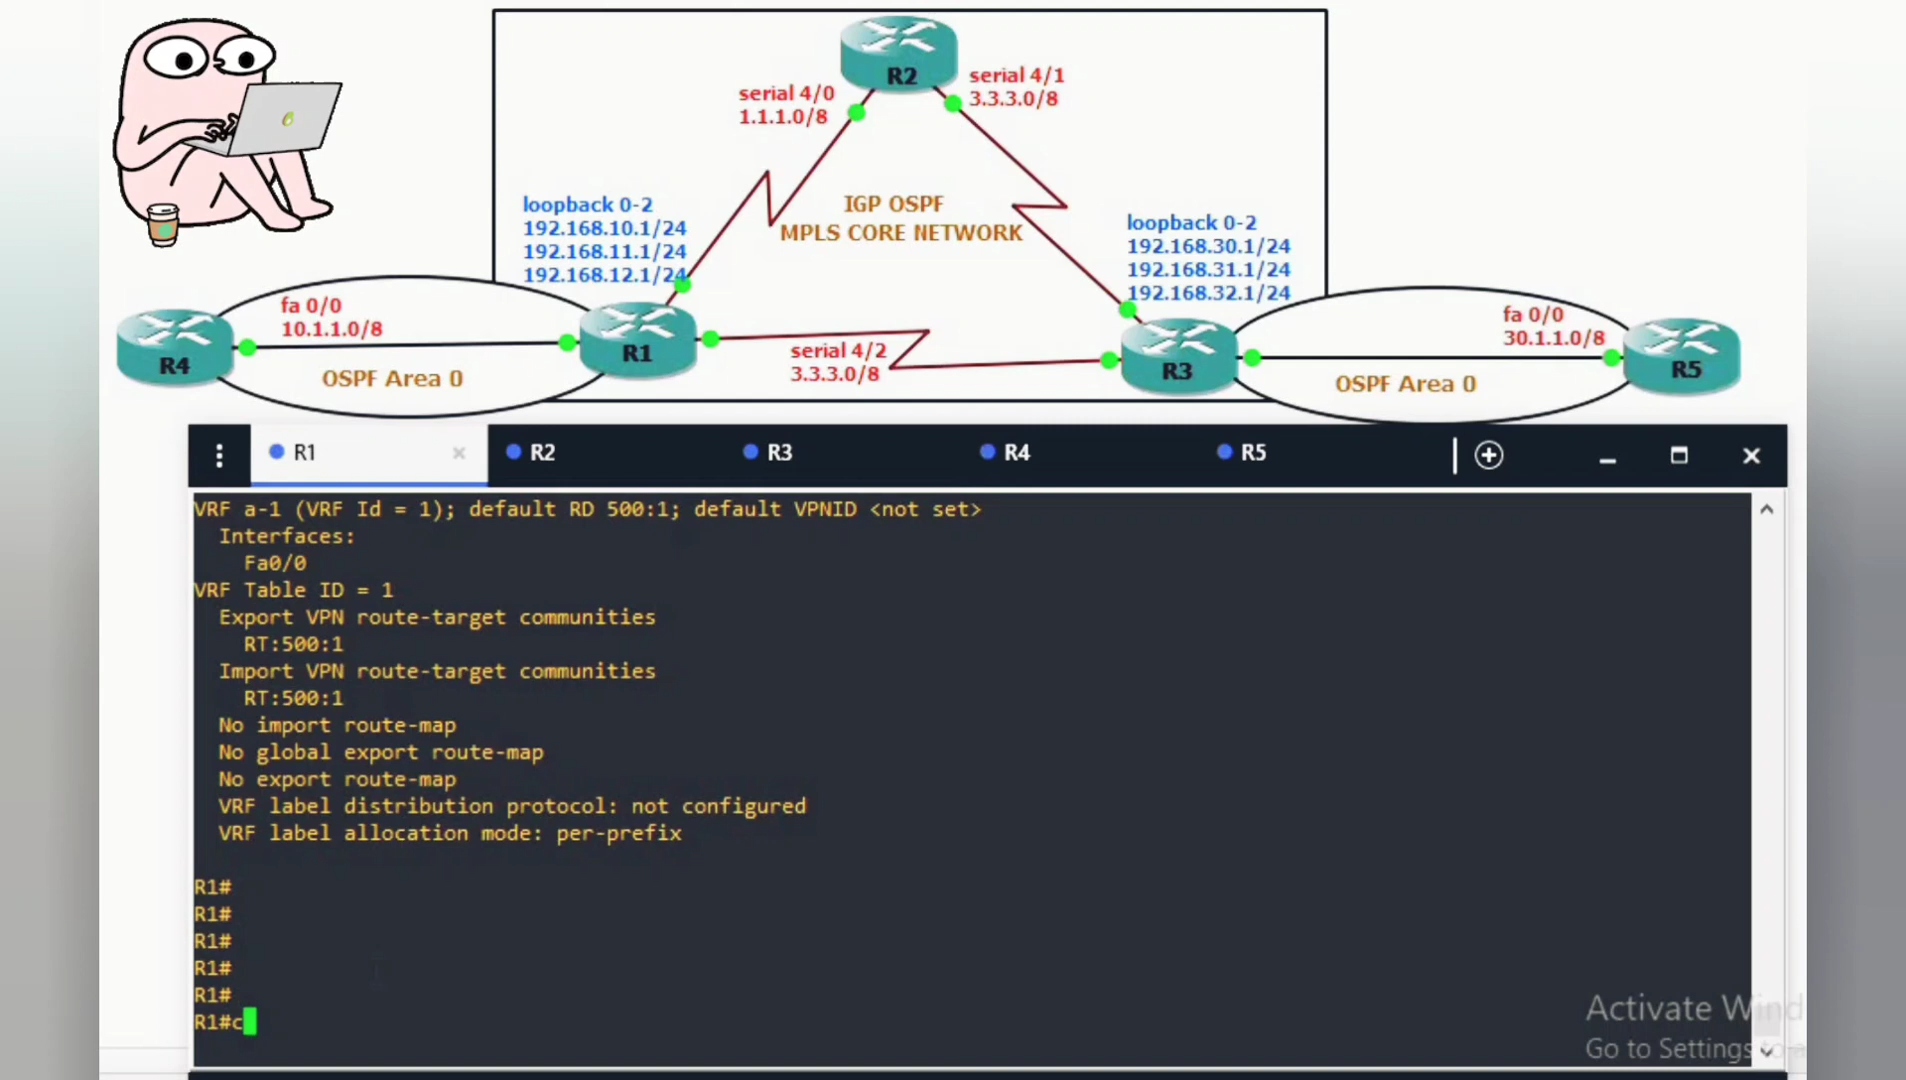 R2
serial 4/0
1.1.1.0/8
serial 4/1
3.3.3.0/8
loopback 0-2
192.168.10.1/24
192.168.11.1/24
192.168.12.1/24
IGP OSPF
MPLS CORE NETWORK
loopback 0-2
192.168.30.1/24
192.168.31.1/24
192.168.32.1/24
fa 0/0
10.1.1.0/8
R4
OSPF Area 0
R1
serial 4/2
3.3.3.0/8
R3
fa 0/0
30.1.1.0/8
OSPF Area 0
R5
R1 R2 R3 R4 R5
VRF a-1 (VRF Id = 1); default RD 500:1; default VPNID <not set>
Interfaces:
Fa0/0
VRF Table ID = 1
Export VPN route-target communities
RT:500:1
Import VPN route-target communities
RT:500:1
No import route-map
No global export route-map
No export route-map
VRF label distribution protocol: not configured
VRF label allocation mode: per-prefix
R1#
R1#
R1#
R1#
R1#
R1#c
Activate Wind
Go to Settings to a